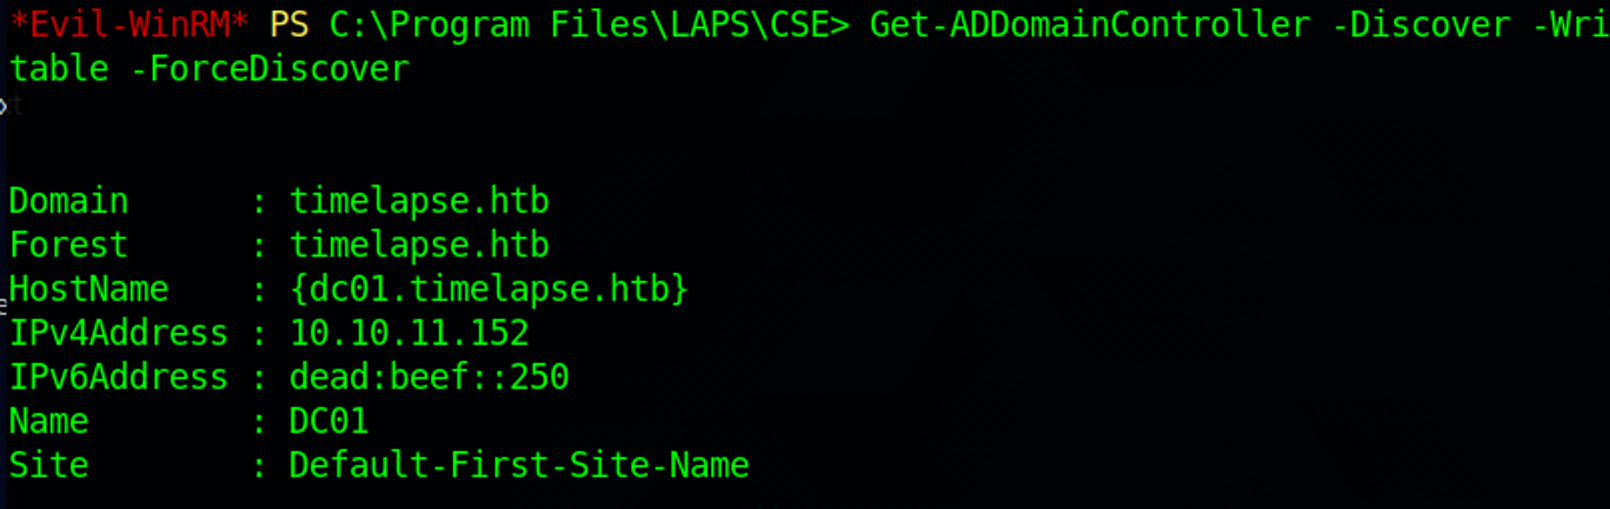 *Evil-WinRM* PS C:\Program Files\LAPS\CSE> Get-ADDomainController -Discover -Wri
table -ForceDiscover
Domain : timelapse.htb
Forest : timelapse.htb
HostName : {dc01.timelapse.htb}
IPv4Address : 10.10.11.152
IPv6Address : dead:beef::250
Name : DC01
Site : Default-First-Site-Name